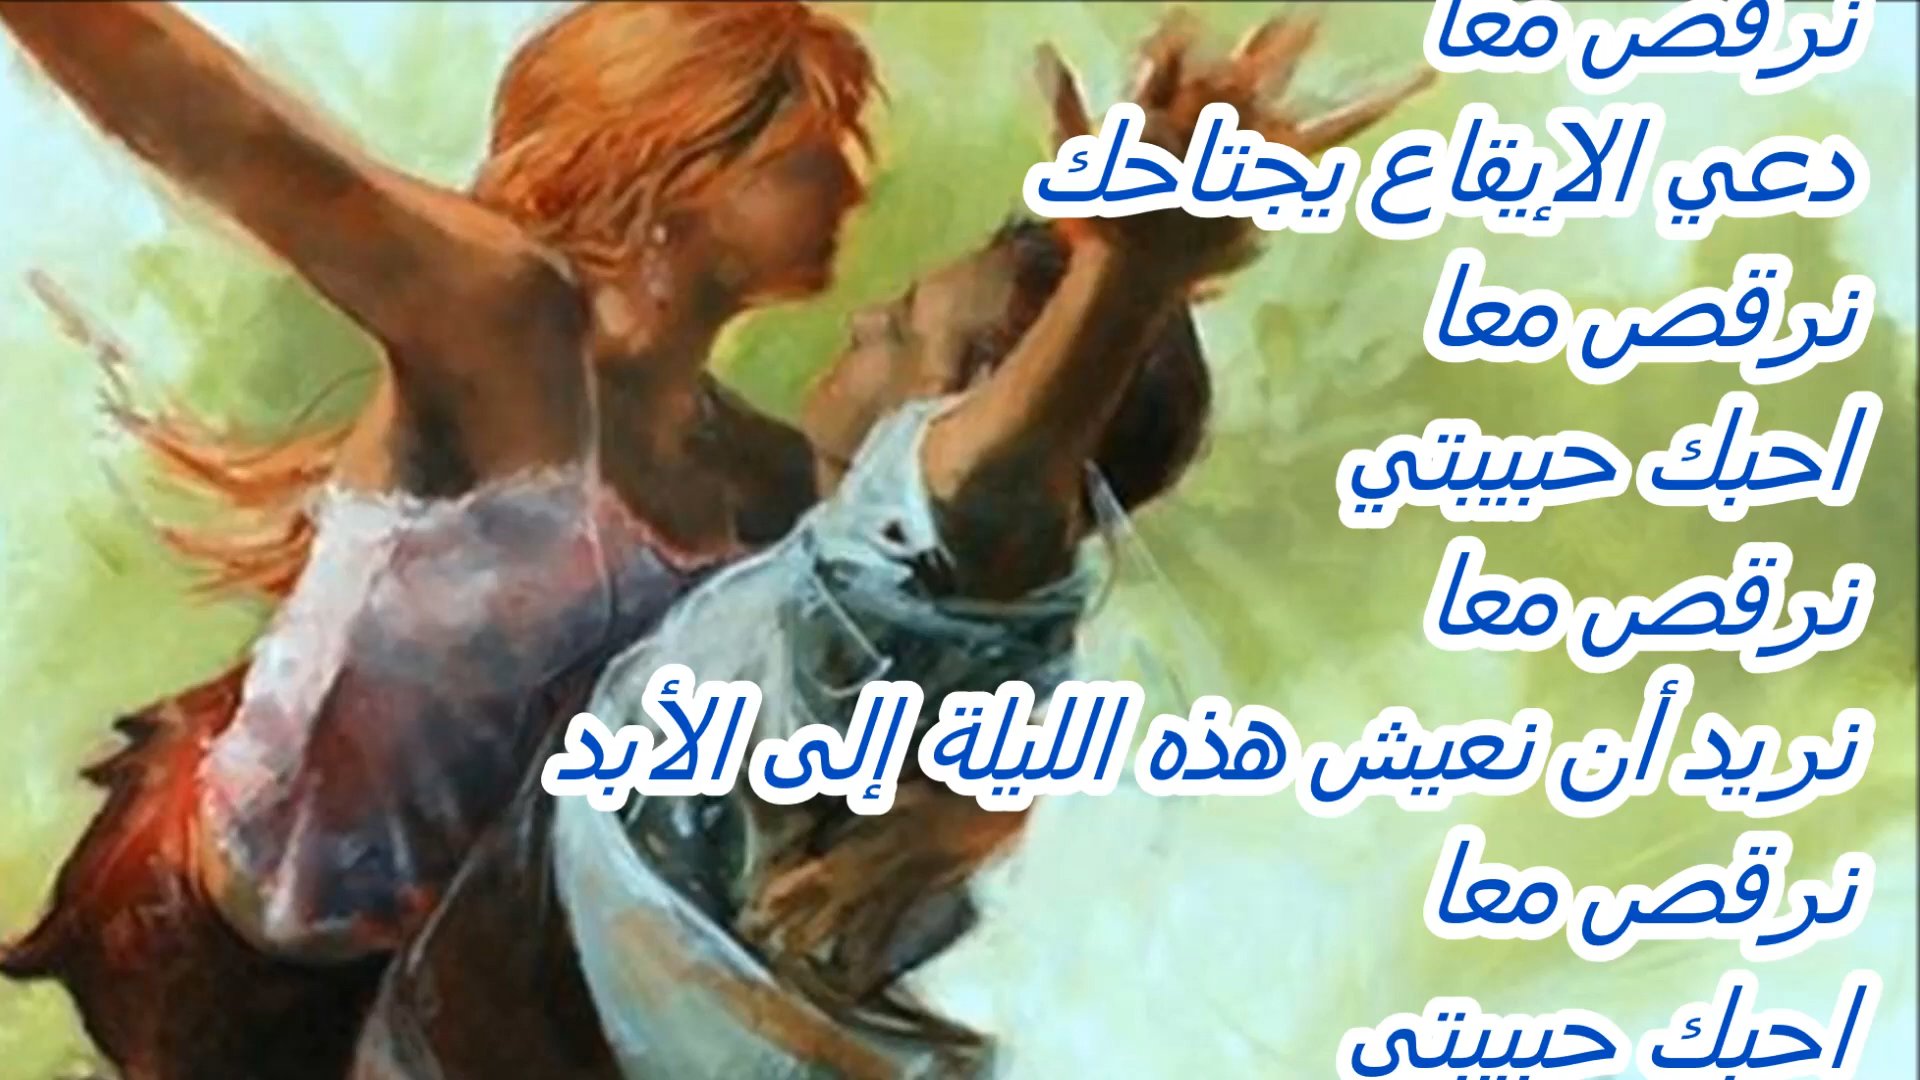 نرقص معا
دعي الإيقاع يجتاحك
نرقص معا
احبك حبيبتي
نرقص معا
نريد أن نعيش هذه الليلة إلى الأبد
نرقص معا
احبك حبيبتي